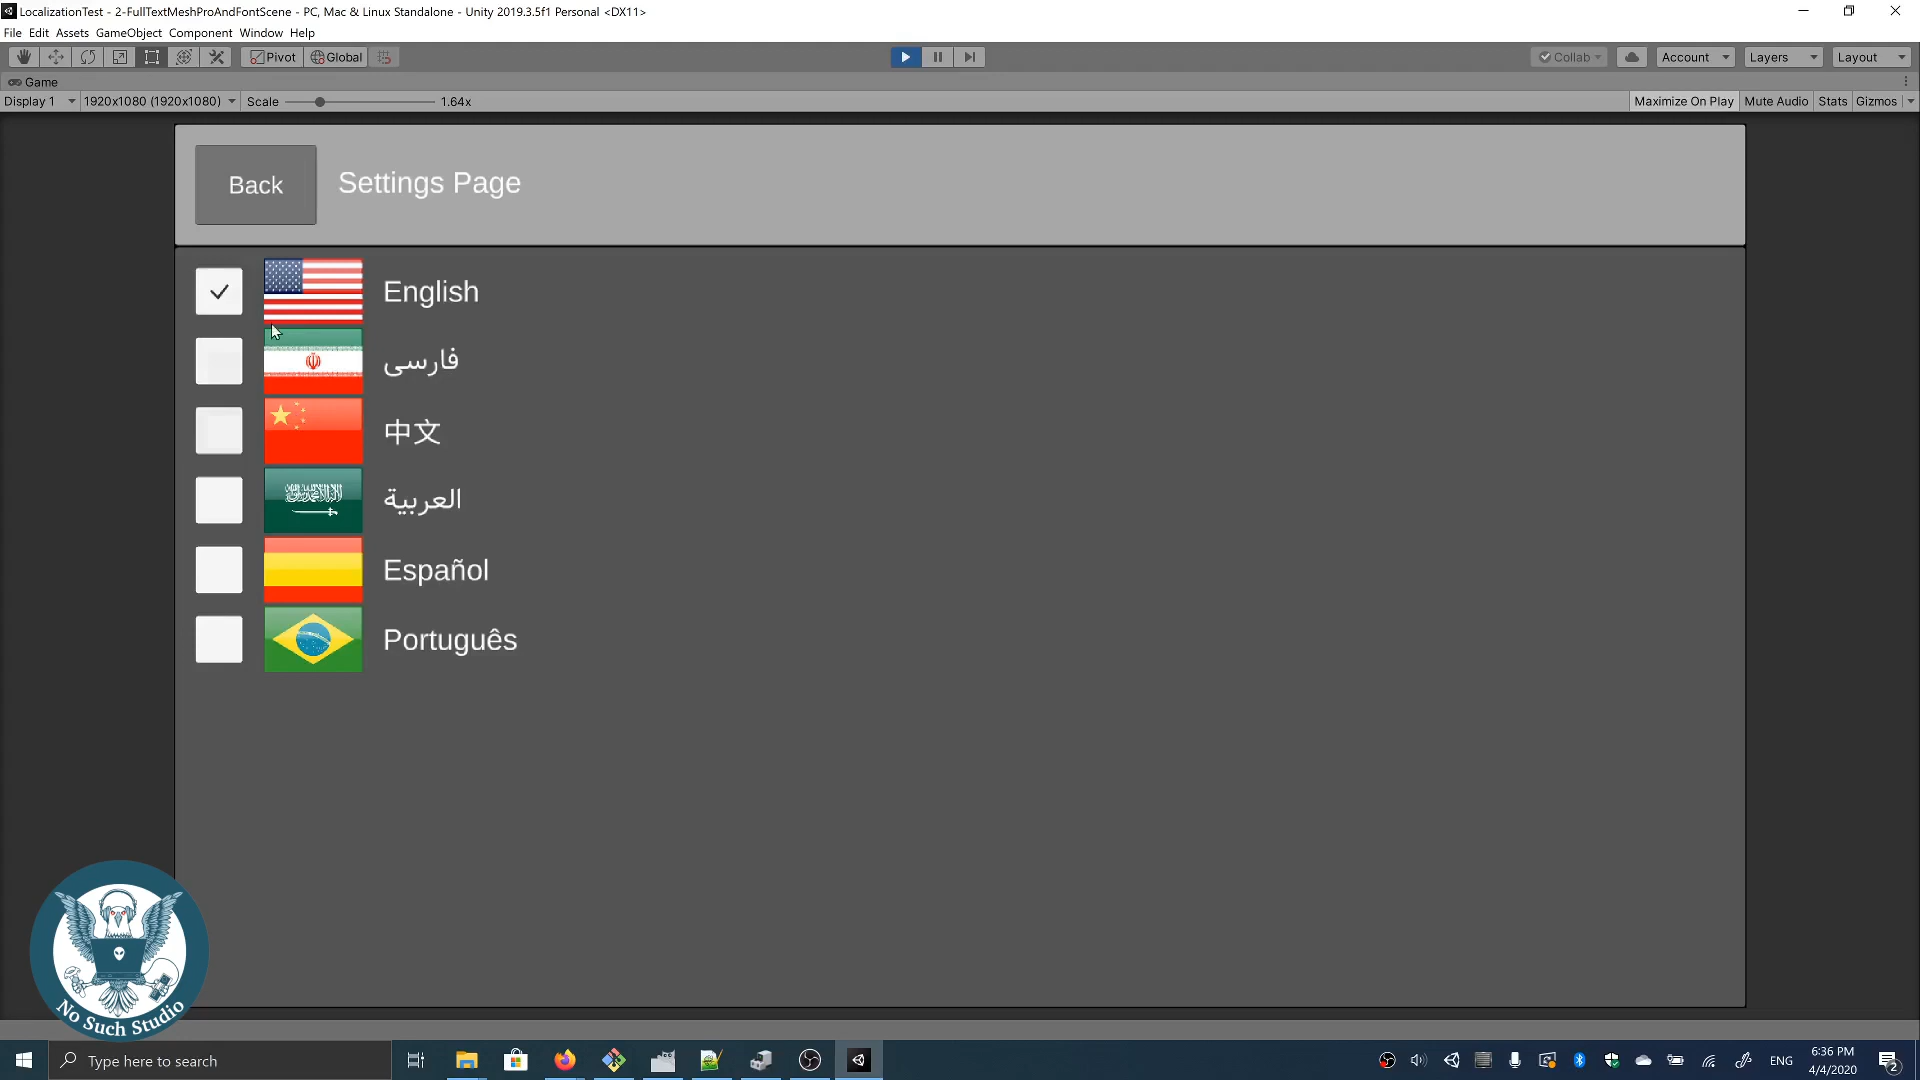 LocalizationTest - 2-FullTextMeshProAndFontScene - PC, Mac & Linux Standalone - Unity 2019.3.5f1 Personal <DX11>
File Edit Assets GameObject Component Window Help
Pivot Global Collab Account Layers Layout
Game
Display 1 1920x1080 (1920x1080) Scale 1.64x Maximize On Play Mute Audio Stats Gizmos
Back Settings Page
English
فارسی
中文
العربية
Español
Português
No Such Studio
Type here to search
ENG
6:36 PM
4/4/2020
2